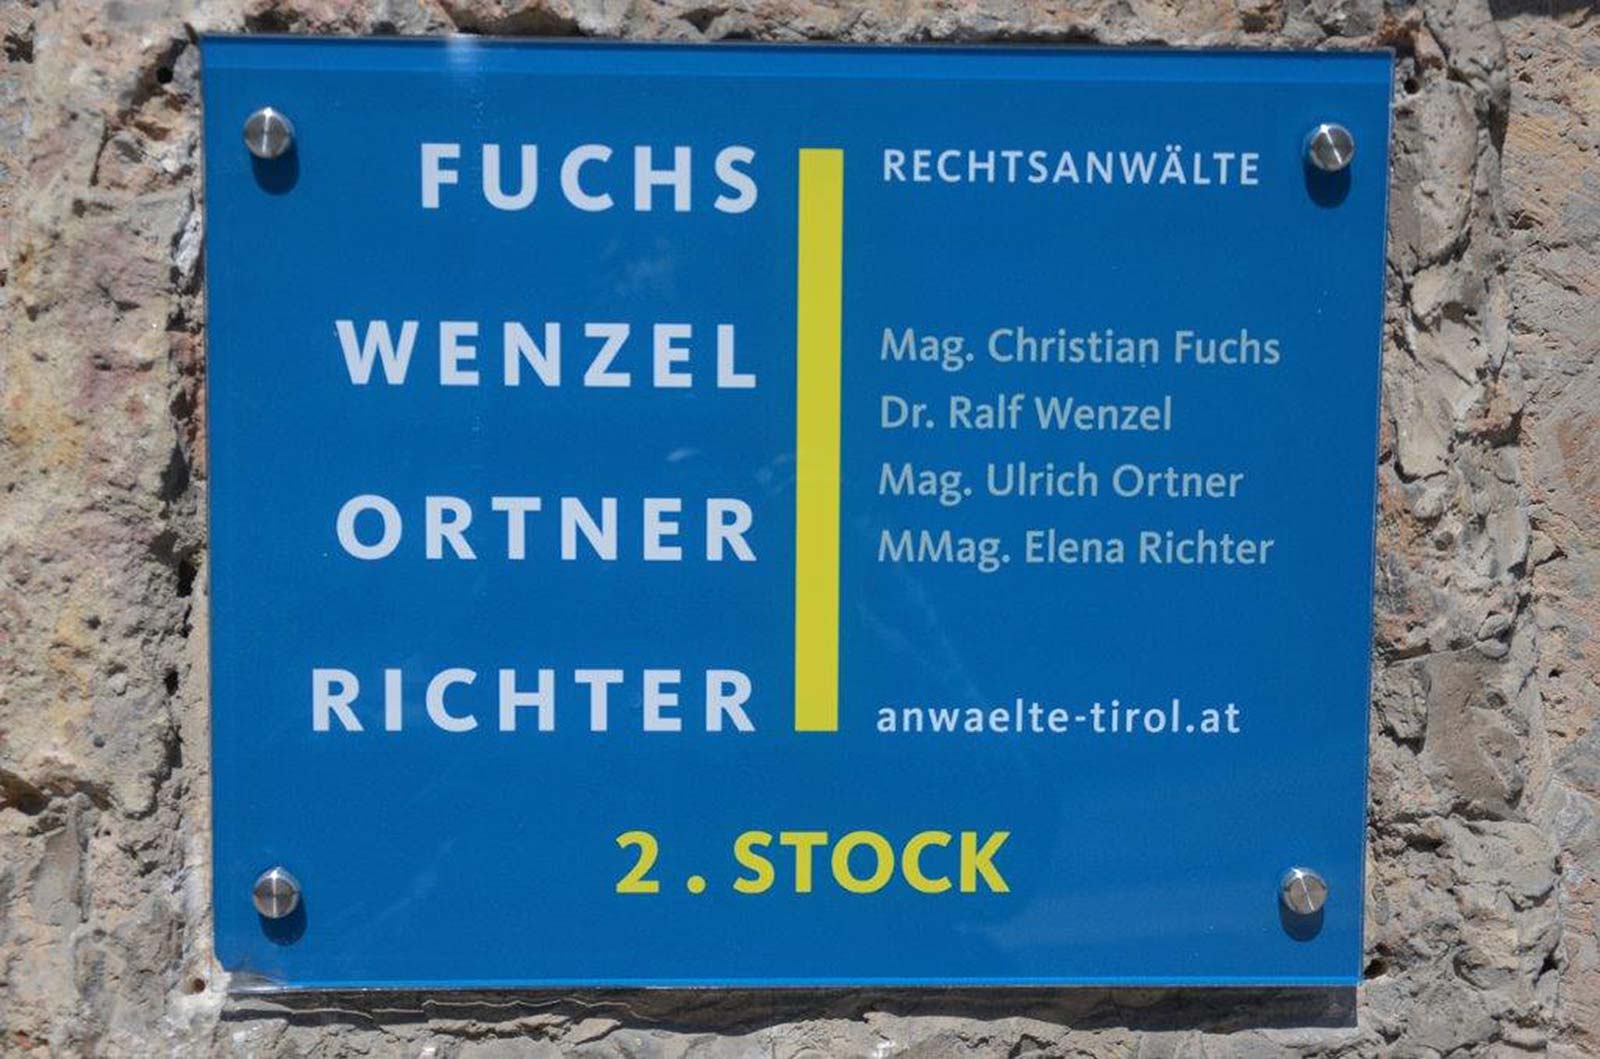 FUCHS
WENZEL
ORTNER
RICHTER
RECHTSANWÄLTE
Mag. Christian Fuchs
Dr. Ralf Wenzel
Mag. Ulrich Ortner
MMag. Elena Richter
anwaelte-tirol.at
2. STOCK